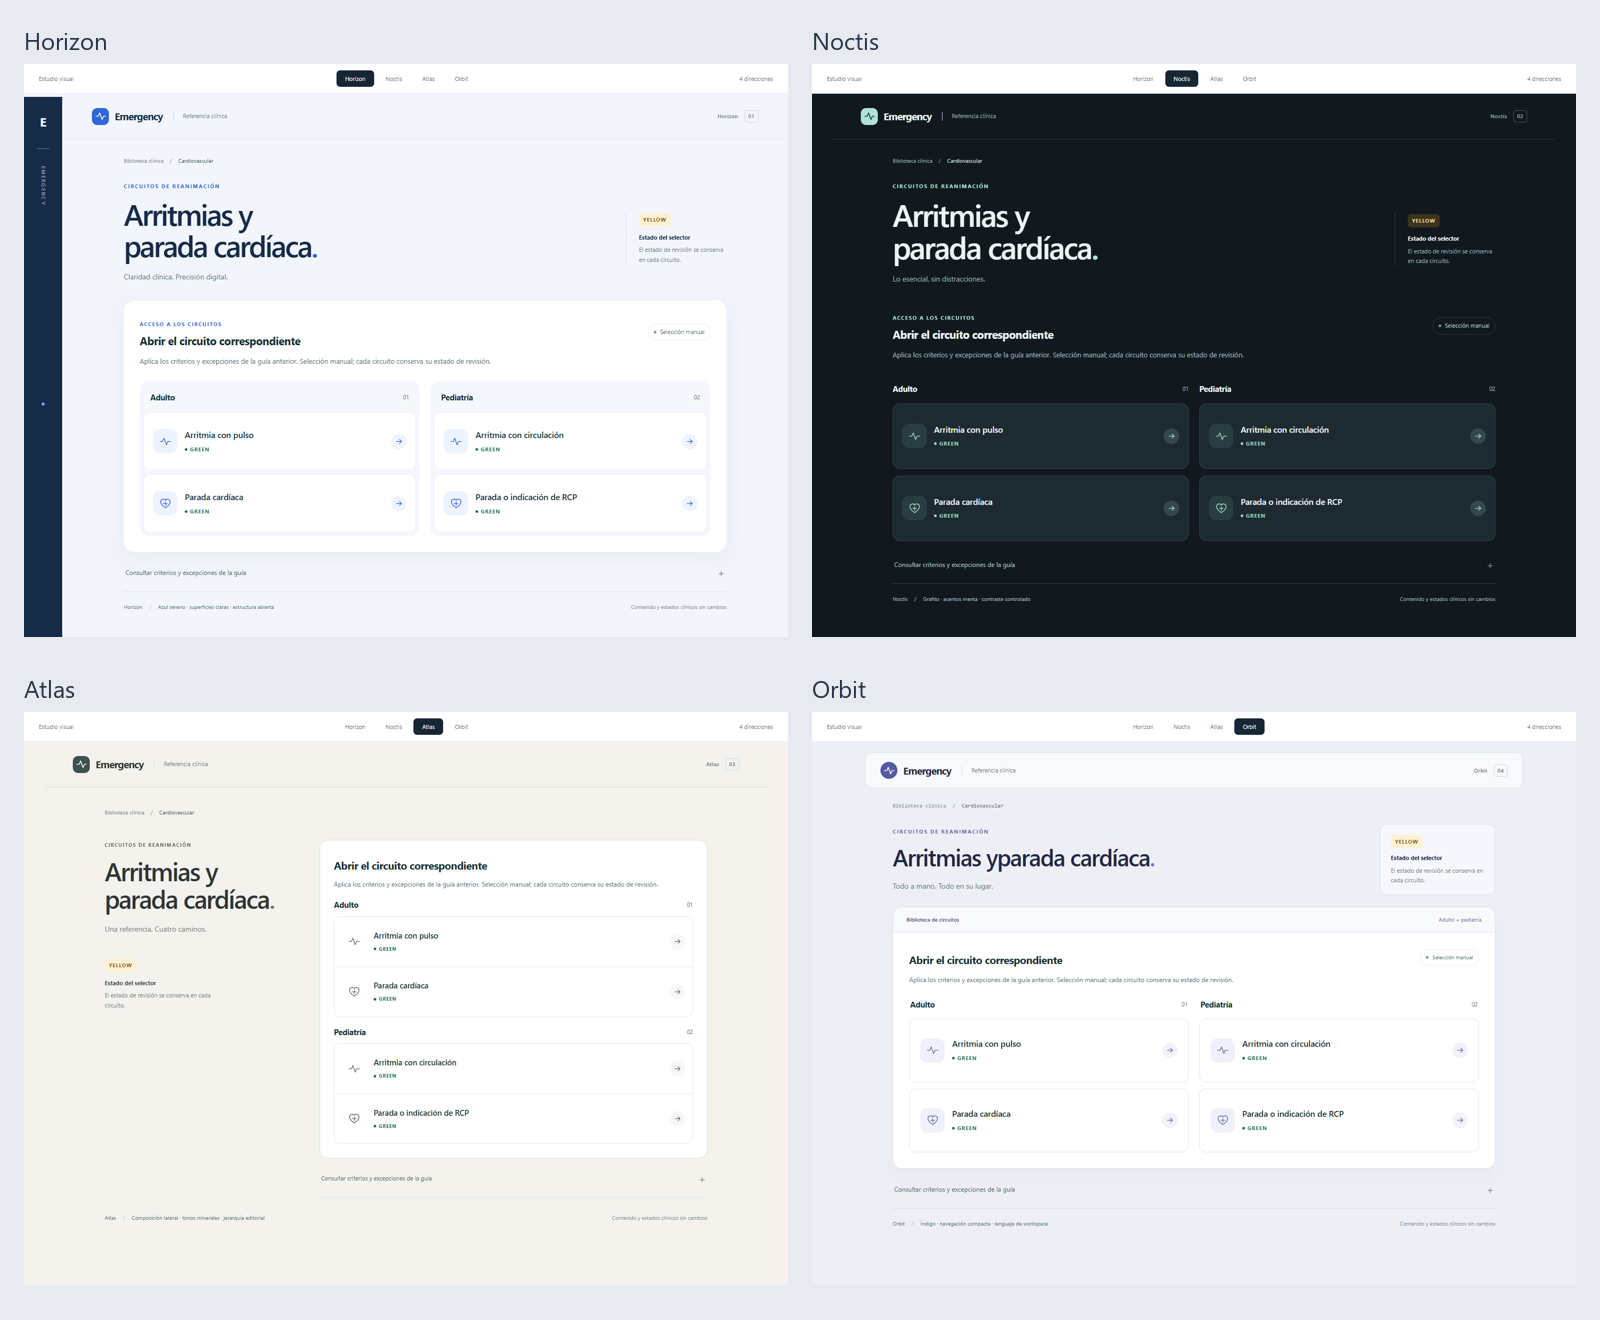 Horizon
Estudio visual
Horizon
Noctis
Atlas
Orbit
4 direcciones
E
EMERGENCY
Emergency
Referencia clínica
Horizon
01
Biblioteca clínica / Cardiovascular
CIRCUITOS DE REANIMACIÓN
Arritmias y
parada cardíaca.
Claridad clínica. Precisión digital.
YELLOW
Estado del selector
El estado de revisión se conserva
en cada circuito.
ACCESO A LOS CIRCUITOS
Abrir el circuito correspondiente
Selección manual
Aplica los criterios y excepciones de la guía anterior. Selección manual; cada circuito conserva su estado de revisión.
Adulto
01
Arritmia con pulso
GREEN
Parada cardíaca
GREEN
Pediatría
02
Arritmia con circulación
GREEN
Parada o indicación de RCP
GREEN
Consultar criterios y excepciones de la guía
+
Horizon / Azul sereno · superficies claras · estructura abierta
Contenido y estados clínicos sin cambios
Noctis
Estudio visual
Horizon
Noctis
Atlas
Orbit
4 direcciones
Emergency
Referencia clínica
Noctis
02
Biblioteca clínica / Cardiovascular
CIRCUITOS DE REANIMACIÓN
Arritmias y
parada cardíaca.
Lo esencial, sin distracciones.
YELLOW
Estado del selector
El estado de revisión se conserva
en cada circuito.
ACCESO A LOS CIRCUITOS
Abrir el circuito correspondiente
Selección manual
Aplica los criterios y excepciones de la guía anterior. Selección manual; cada circuito conserva su estado de revisión.
Adulto
01
Arritmia con pulso
GREEN
Parada cardíaca
GREEN
Pediatría
02
Arritmia con circulación
GREEN
Parada o indicación de RCP
GREEN
Consultar criterios y excepciones de la guía
+
Noctis / Grafito · acentos menta · contraste controlado
Contenido y estados clínicos sin cambios
Atlas
Estudio visual
Horizon
Noctis
Atlas
Orbit
4 direcciones
Emergency
Referencia clínica
Atlas
03
Biblioteca clínica / Cardiovascular
CIRCUITOS DE REANIMACIÓN
Arritmias y
parada cardíaca.
Una referencia. Cuatro caminos.
YELLOW
Estado del selector
El estado de revisión se conserva en cada
circuito.
Abrir el circuito correspondiente
Aplica los criterios y excepciones de la guía anterior. Selección manual; cada circuito conserva su estado de revisión.
Adulto
01
Arritmia con pulso
GREEN
Parada cardíaca
GREEN
Pediatría
02
Arritmia con circulación
GREEN
Parada o indicación de RCP
GREEN
Consultar criterios y excepciones de la guía
+
Atlas / Composición lateral · tonos minerales · jerarquía editorial
Contenido y estados clínicos sin cambios
Orbit
Estudio visual
Horizon
Noctis
Atlas
Orbit
4 direcciones
Emergency
Referencia clínica
Orbit
04
Biblioteca clínica / Cardiovascular
CIRCUITOS DE REANIMACIÓN
Arritmias yparada cardíaca.
Todo a mano. Todo en su lugar.
YELLOW
Estado del selector
El estado de revisión se conserva en
cada circuito.
Biblioteca de circuitos
Adulto + pediatría
Abrir el circuito correspondiente
Selección manual
Aplica los criterios y excepciones de la guía anterior. Selección manual; cada circuito conserva su estado de revisión.
Adulto
01
Arritmia con pulso
GREEN
Parada cardíaca
GREEN
Pediatría
02
Arritmia con circulación
GREEN
Parada o indicación de RCP
GREEN
Consultar criterios y excepciones de la guía
+
Orbit / Índigo · navegación compacta · lenguaje de workspace
Contenido y estados clínicos sin cambios